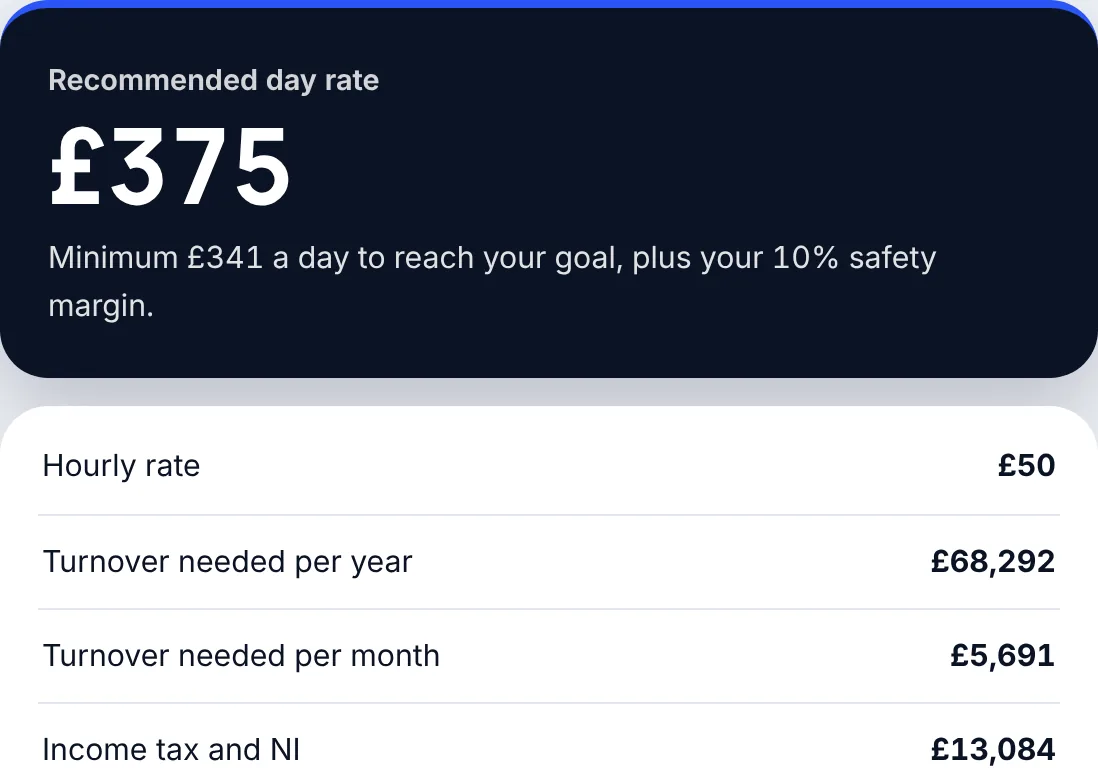 Recommended day rate
£375
Minimum £341 a day to reach your goal, plus your 10% safety
margin.
Hourly rate £50
Turnover needed per year £68,292
Turnover needed per month £5,691
Income tax and NI £13,084